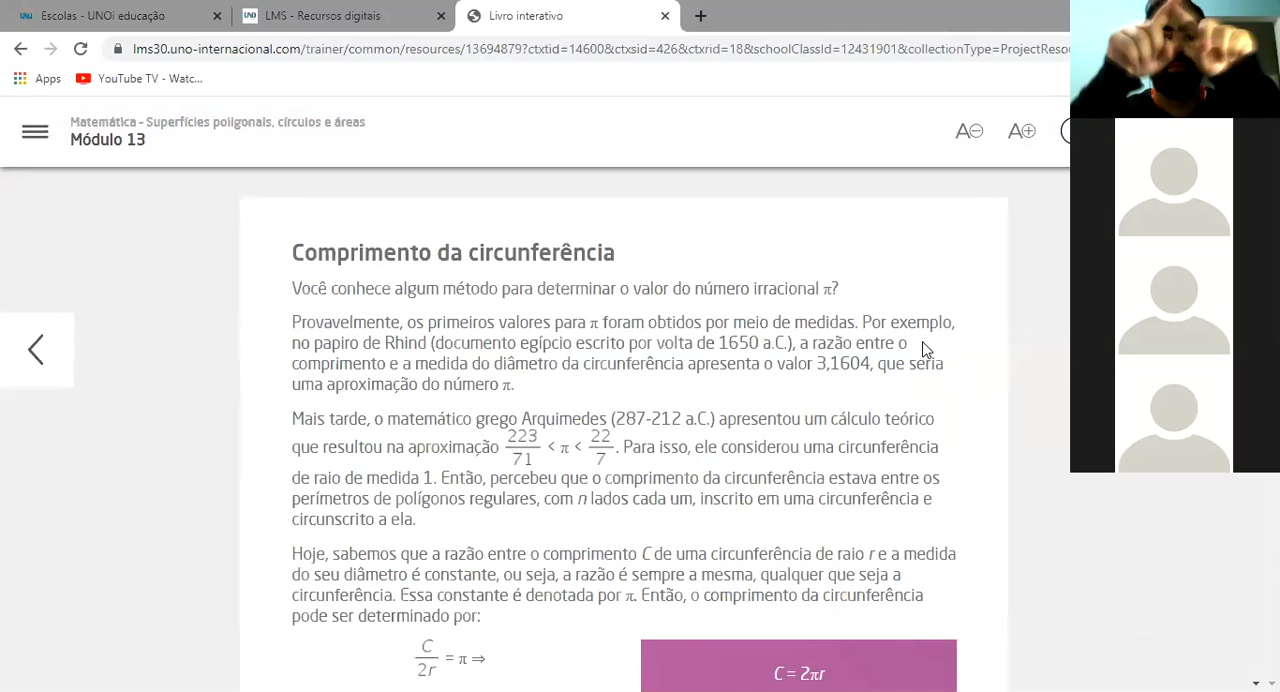 Escolas - UNOi educação
LMS - Recursos digitais
Livro interativo
lms30.uno-internacional.com/trainer/common/resources/13694879?ctxtid=14600&ctxsid=426&ctxrid=18&schoolClassId=12431901&collectionType=ProjectResou
Apps
YouTube TV - Watc...
Matemática - Superfícies poligonais, círculos e áreas
Módulo 13
A
A
Comprimento da circunferência
Você conhece algum método para determinar o valor do número irracional π?
Provavelmente, os primeiros valores para π foram obtidos por meio de medidas. Por exemplo,
no papiro de Rhind (documento egípcio escrito por volta de 1650 a.C.), a razão entre o
comprimento e a medida do diâmetro da circunferência apresenta o valor 3,1604, que seria
uma aproximação do número π.
Mais tarde, o matemático grego Arquimedes (287-212 a.C.) apresentou um cálculo teórico
que resultou na aproximação 223/71 < π < 22/7. Para isso, ele considerou uma circunferência
de raio de medida 1. Então, percebeu que o comprimento da circunferência estava entre os
perímetros de polígonos regulares, com n lados cada um, inscrito em uma circunferência e
circunscrito a ela.
Hoje, sabemos que a razão entre o comprimento C de uma circunferência de raio r e a medida
do seu diâmetro é constante, ou seja, a razão é sempre a mesma, qualquer que seja a
circunferência. Essa constante é denotada por π. Então, o comprimento da circunferência
pode ser determinado por:
C/2r = π ⇒
C = 2πr